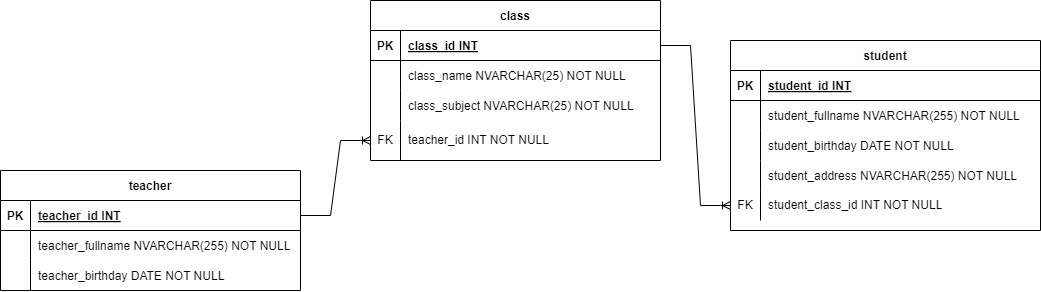 class
PK class_id INT
class_name NVARCHAR(25) NOT NULL
class_subject NVARCHAR(25) NOT NULL
FK teacher_id INT NOT NULL
student
PK student_id INT
student_fullname NVARCHAR(255) NOT NULL
student_birthday DATE NOT NULL
student_address NVARCHAR(255) NOT NULL
FK student_class_id INT NOT NULL
teacher
PK teacher_id INT
teacher_fullname NVARCHAR(255) NOT NULL
teacher_birthday DATE NOT NULL